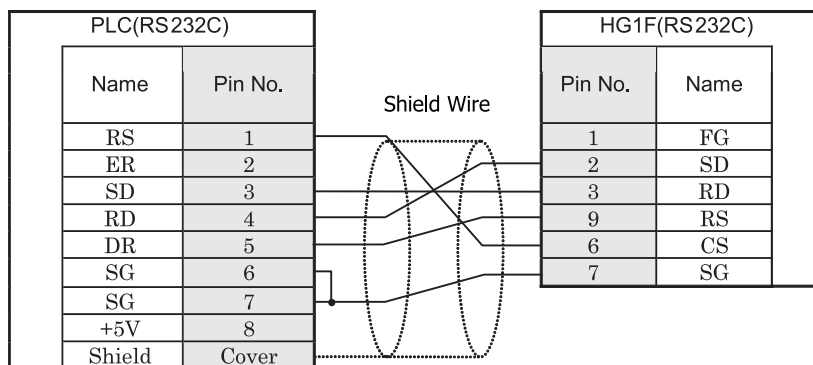 PLC(RS232C)
Name Pin No.
RS 1
ER 2
SD 3
RD 4
DR 5
SG 6
SG 7
+5V 8
Shield Cover
Shield Wire
HG1F(RS232C)
Pin No. Name
1 FG
2 SD
3 RD
9 RS
6 CS
7 SG